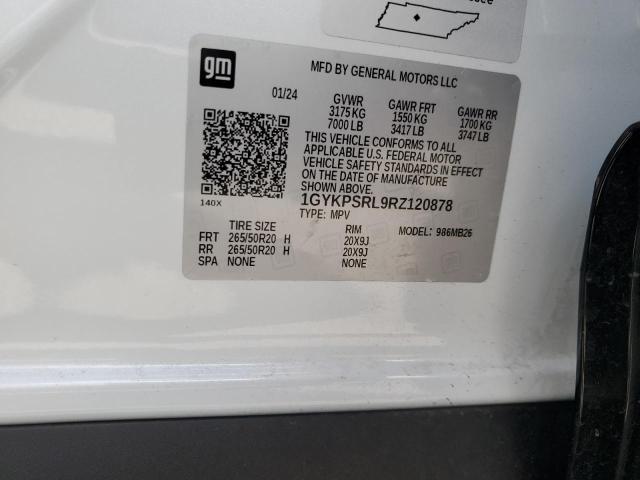 gm
MFD BY GENERAL MOTORS LLC
01/24 GVWR GAWR FRT GAWR RR
3175 KG 1550 KG 1700 KG
7000 LB 3417 LB 3747 LB
THIS VEHICLE CONFORMS TO ALL
APPLICABLE U.S. FEDERAL MOTOR
VEHICLE SAFETY STANDARDS IN EFFECT
ON THE DATE OF MANUFACTURE
SHOWN ABOVE.
140X 1GYKPSRL9RZ120878
TYPE: MPV
TIRE SIZE RIM MODEL: 986MB26
FRT 265/50R20 H 20X9J
RR 265/50R20 H 20X9J
SPA NONE NONE